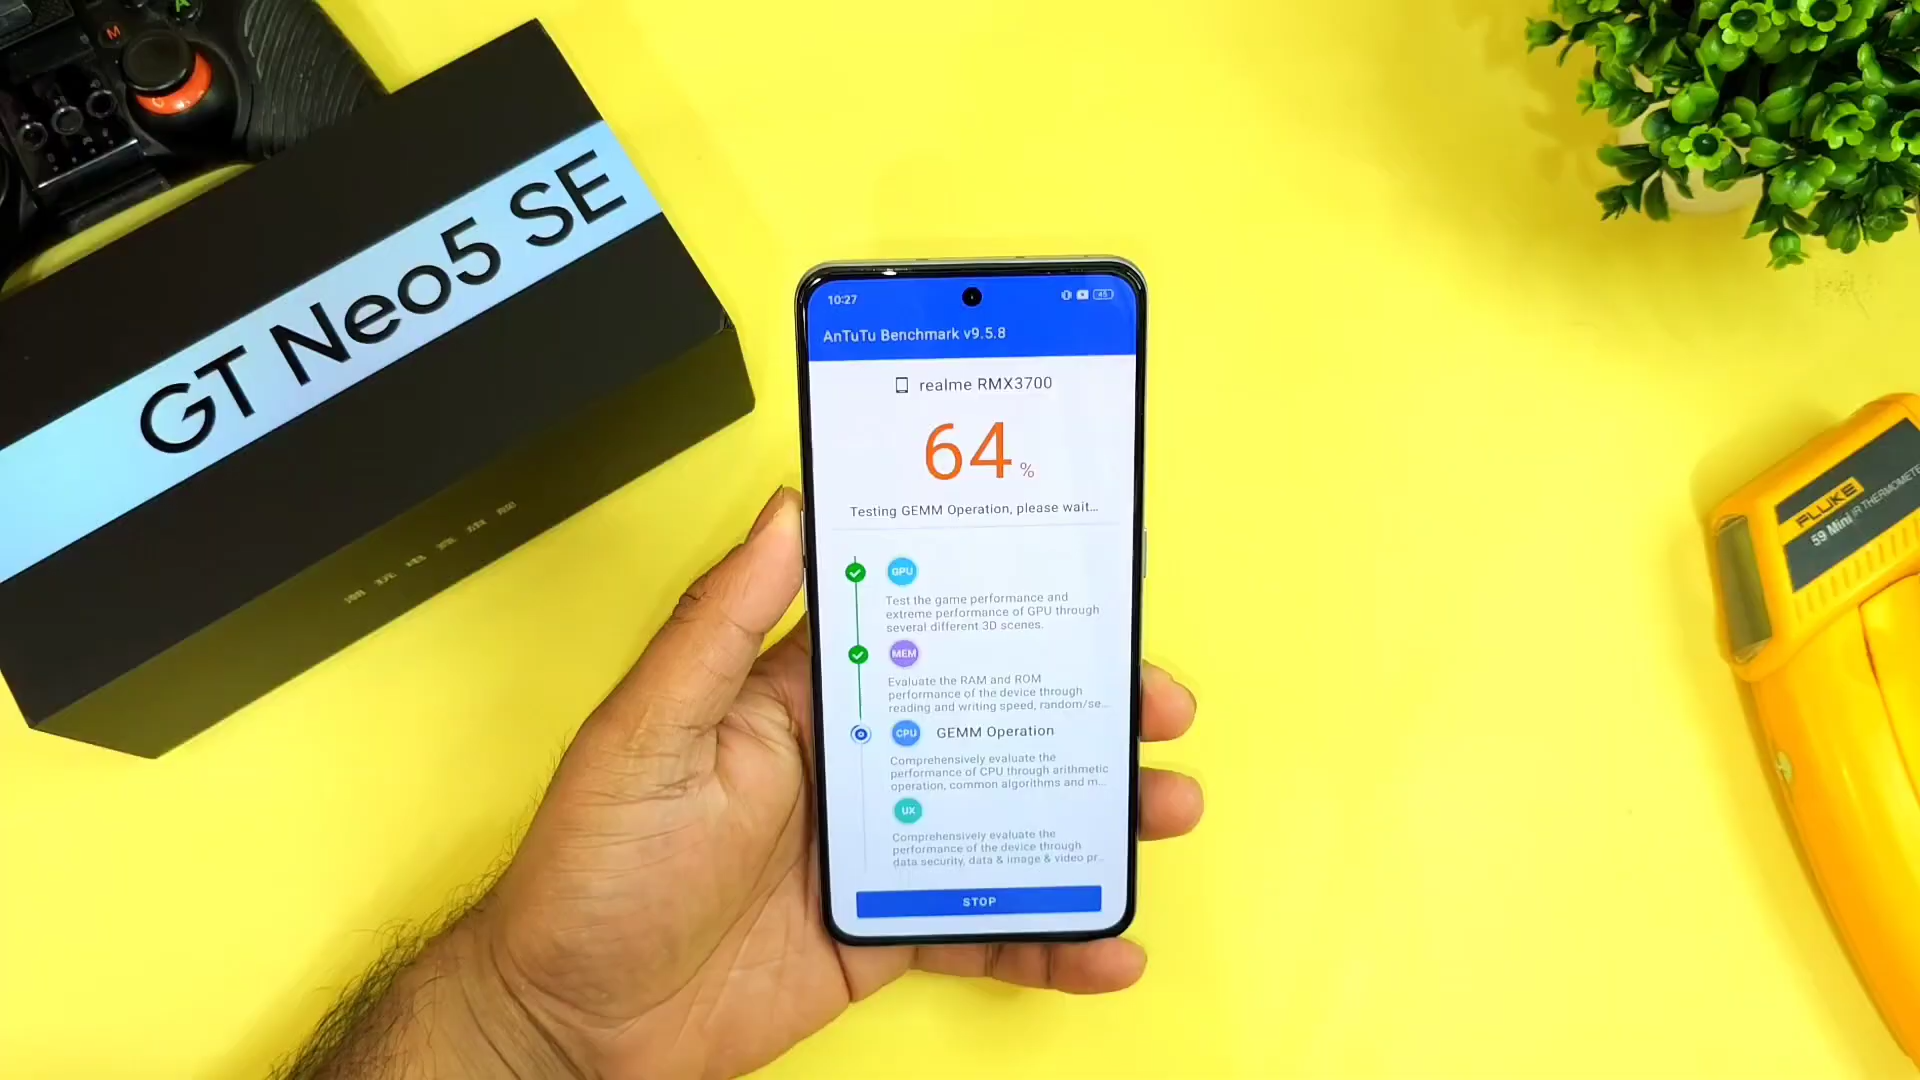 M
A
GT Neo5 SE
10:27
45
AnTuTu Benchmark v9.5.8
realme RMX3700
64%
Testing GEMM Operation, please wait...
GPU
Test the game performance and
extreme performance of GPU through
several different 3D scenes.
MEM
Evaluate the RAM and ROM
performance of the device through
reading and writing speed, random/se...
CPU GEMM Operation
Comprehensively evaluate the
performance of CPU through arithmetic
operation, common algorithms and m...
UX
Comprehensively evaluate the
performance of the device through
data security, data & image & video pr...
STOP
FLUKE
59 Mini IR THERMOMETE